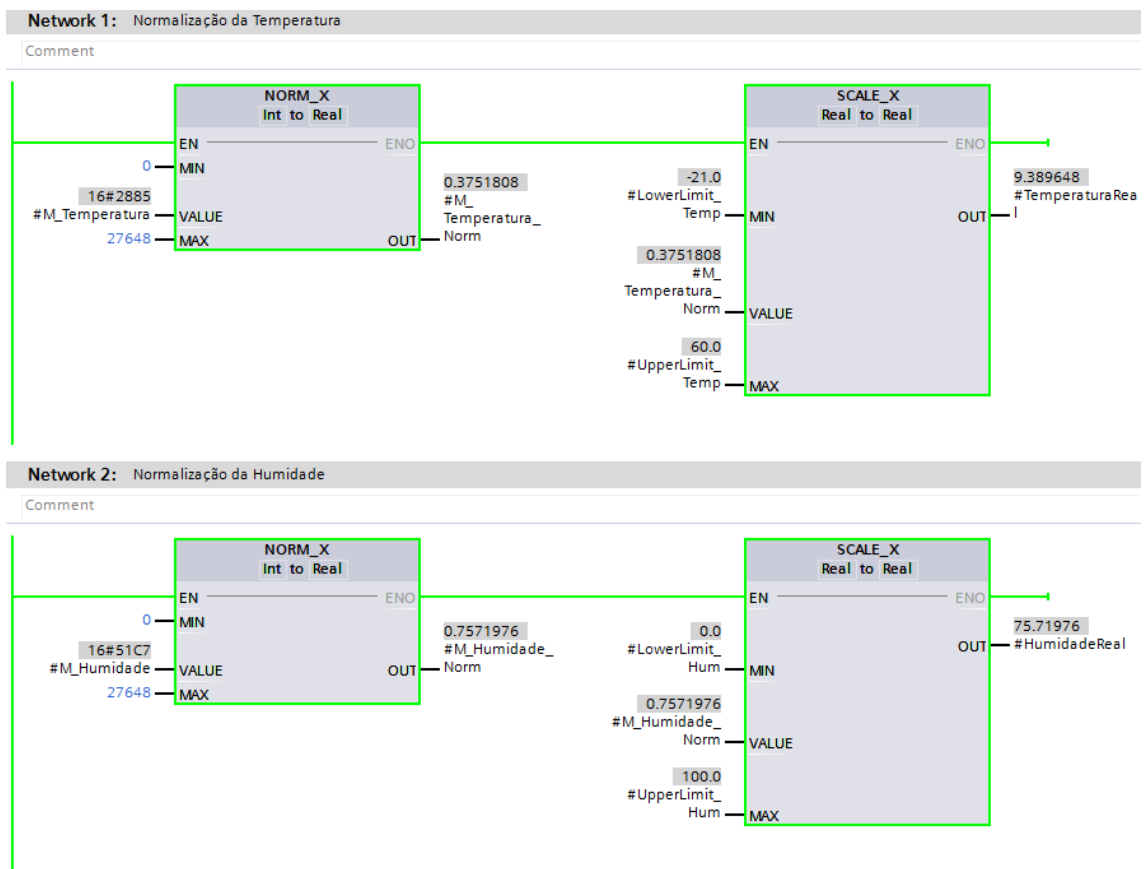 Network 1: Normalização da Temperatura
Comment
NORM_X
Int to Real
EN
ENO
0
MIN
16#2885
#M_Temperatura
VALUE
27648
MAX
OUT
0.3751808
#M_
Temperatura_
Norm
SCALE_X
Real to Real
EN
ENO
-21.0
#LowerLimit_
Temp
MIN
0.3751808
#M_
Temperatura_
Norm
VALUE
60.0
#UpperLimit_
Temp
MAX
OUT
9.389648
#TemperaturaRea
l
Network 2: Normalização da Humidade
Comment
NORM_X
Int to Real
EN
ENO
0
MIN
16#51C7
#M_Humidade
VALUE
27648
MAX
OUT
0.7571976
#M_Humidade_
Norm
SCALE_X
Real to Real
EN
ENO
0.0
#LowerLimit_
Hum
MIN
0.7571976
#M_Humidade_
Norm
VALUE
100.0
#UpperLimit_
Hum
MAX
OUT
75.71976
#HumidadeReal